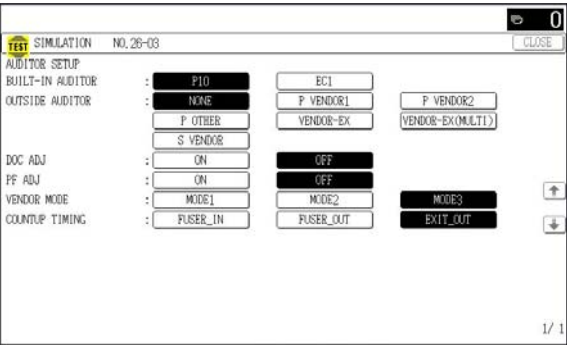 0
TEST SIMULATION NO.26-03 CLOSE
AUDITOR SETUP
BUILT-IN AUDITOR : P10 EC1
OUTSIDE AUDITOR : NONE P VENDOR1 P VENDOR2
P OTHER VENDOR-EX VENDOR-EX(MULTI)
S VENDOR
DOC ADJ : ON OFF
PF ADJ : ON OFF
VENDOR MODE : MODE1 MODE2 MODE3
COUNTUP TIMING : FUSER_IN FUSER_OUT EXIT_OUT
1/ 1